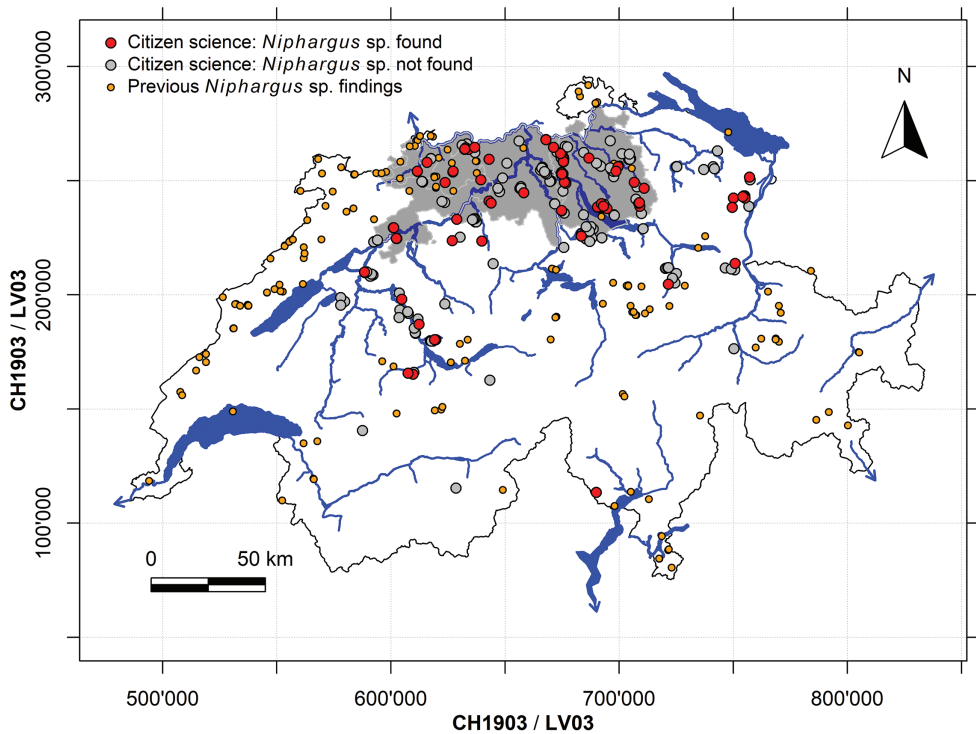 Citizen science: Niphargus sp. found
Citizen science: Niphargus sp. not found
Previous Niphargus sp. findings
N
300'000
200'000
100'000
CH1903 / LV03
0 50 km
500'000 600'000 700'000 800'000
CH1903 / LV03